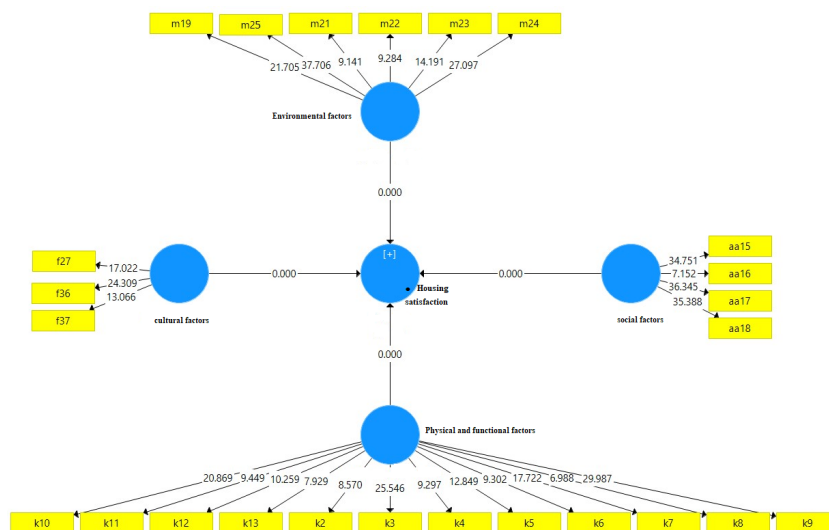 m19
m25
m21
m22
m23
m24
21.705
37.706
9.141
9.284
14.191
27.097
Environmental factors
0.000
f27
f36
f37
17.022
24.309
13.066
cultural factors
0.000
[+]
Housing
satisfaction
0.000
34.751
7.152
36.345
35.388
aa15
aa16
aa17
aa18
social factors
0.000
Physical and functional factors
20.869
9.449
10.259
7.929
8.570
25.546
9.297
12.849
9.302
17.722
6.988
29.987
k10
k11
k12
k13
k2
k3
k4
k5
k6
k7
k8
k9